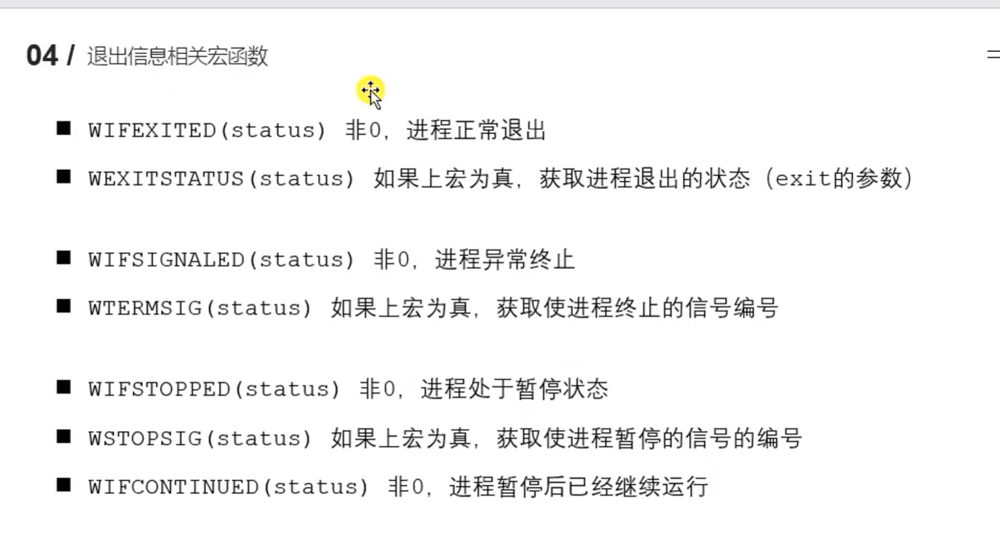 04 / 退出信息相关宏函数
■ WIFEXITED(status) 非0，进程正常退出
■ WEXITSTATUS(status) 如果上宏为真，获取进程退出的状态（exit的参数）
■ WIFSIGNALED(status) 非0，进程异常终止
■ WTERMSIG(status) 如果上宏为真，获取使进程终止的信号编号
■ WIFSTOPPED(status) 非0，进程处于暂停状态
■ WSTOPSIG(status) 如果上宏为真，获取使进程暂停的信号的编号
■ WIFCONTINUED(status) 非0，进程暂停后已经继续运行